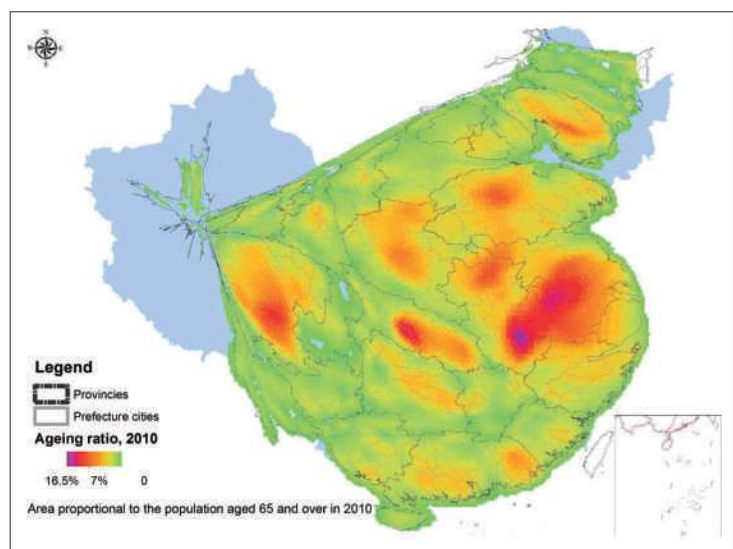 Legend
Provincies
Prefecture cities
Ageing ratio, 2010
16.5% 7% 0
Area proportional to the population aged 65 and over in 2010